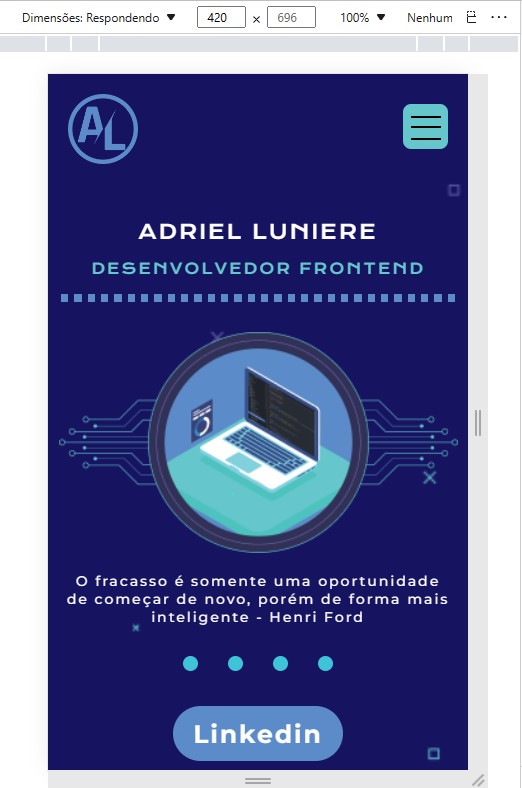 Dimensões: Respondendo 420 × 696 100% Nenhum
AL
ADRIEL LUNIERE
DESENVOLVEDOR FRONTEND
O fracasso é somente uma oportunidade
de começar de novo, porém de forma mais
inteligente - Henri Ford
Linkedin